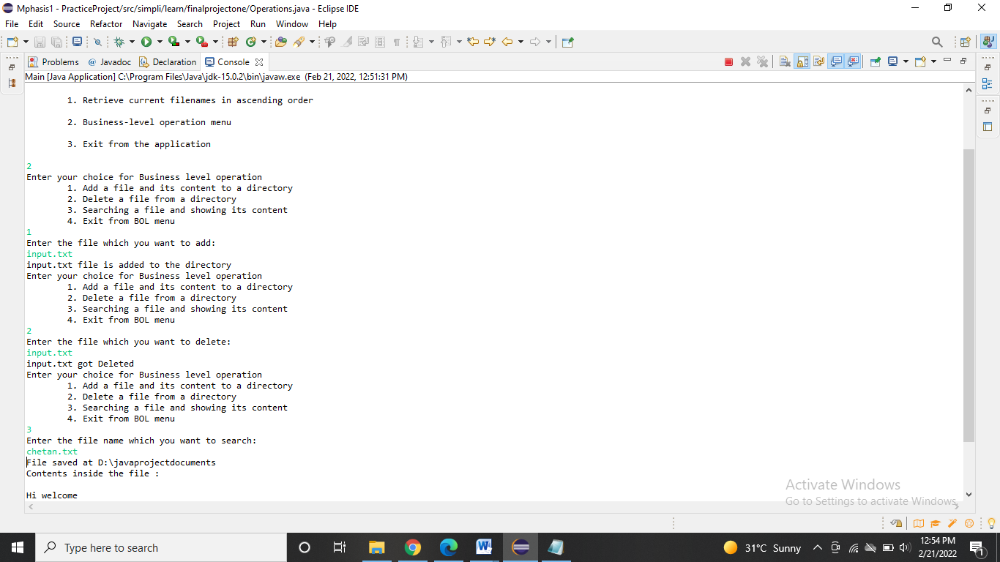 Mphasis1 - PracticeProject/src/simpli/learn/finalprojectone/Operations.java - Eclipse IDE
File Edit Source Refactor Navigate Search Project Run Window Help
Problems @ Javadoc Declaration Console
Main [Java Application] C:\Program Files\Java\jdk-15.0.2\bin\javaw.exe (Feb 21, 2022, 12:51:31 PM)
1. Retrieve current filenames in ascending order
2. Business-level operation menu
3. Exit from the application
2
Enter your choice for Business level operation
1. Add a file and its content to a directory
2. Delete a file from a directory
3. Searching a file and showing its content
4. Exit from BOL menu
1
Enter the file which you want to add:
input.txt
input.txt file is added to the directory
Enter your choice for Business level operation
1. Add a file and its content to a directory
2. Delete a file from a directory
3. Searching a file and showing its content
4. Exit from BOL menu
2
Enter the file which you want to delete:
input.txt
input.txt got Deleted
Enter your choice for Business level operation
1. Add a file and its content to a directory
2. Delete a file from a directory
3. Searching a file and showing its content
4. Exit from BOL menu
3
Enter the file name which you want to search:
chetan.txt
File saved at D:\javaprojectdocuments
Contents inside the file :
Hi welcome
Activate Windows
Go to Settings to activate Windows.
Type here to search
31°C Sunny
12:54 PM
2/21/2022
1